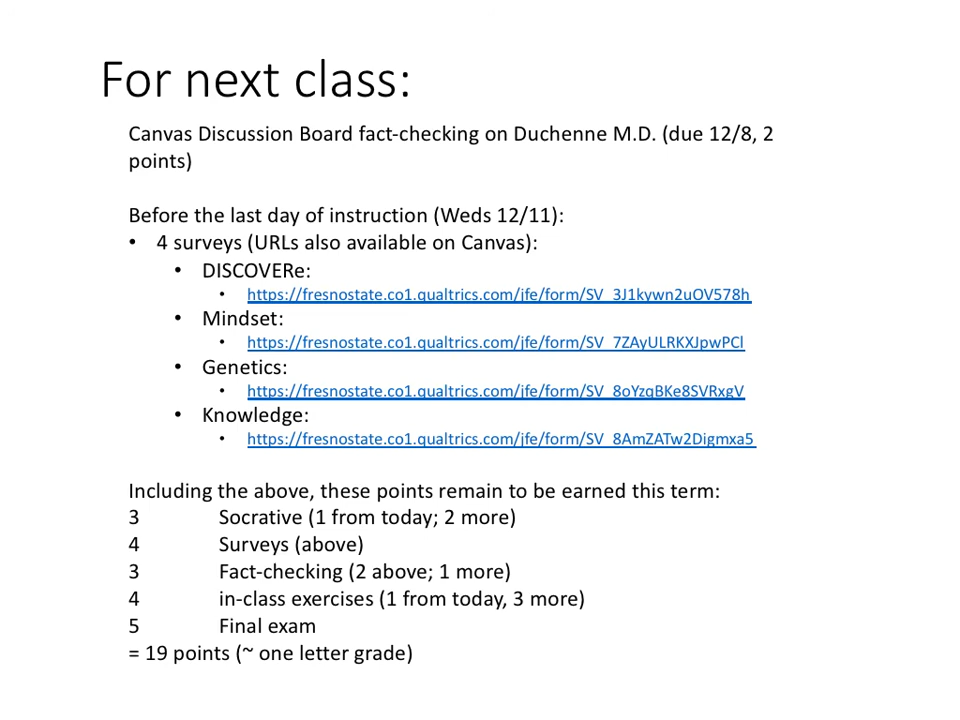 For next class:
Canvas Discussion Board fact-checking on Duchenne M.D. (due 12/8, 2
points)
Before the last day of instruction (Weds 12/11):
• 4 surveys (URLs also available on Canvas):
• DISCOVERe:
• https://fresnostate.co1.qualtrics.com/jfe/form/SV_3J1kywn2uOV578h
• Mindset:
• https://fresnostate.co1.qualtrics.com/jfe/form/SV_7ZAyULRKXJpwPCl
• Genetics:
• https://fresnostate.co1.qualtrics.com/jfe/form/SV_8oYzqBKe8SVRxgV
• Knowledge:
• https://fresnostate.co1.qualtrics.com/jfe/form/SV_8AmZATw2Digmxa5
Including the above, these points remain to be earned this term:
3 Socrative (1 from today; 2 more)
4 Surveys (above)
3 Fact-checking (2 above; 1 more)
4 in-class exercises (1 from today, 3 more)
5 Final exam
= 19 points (~ one letter grade)